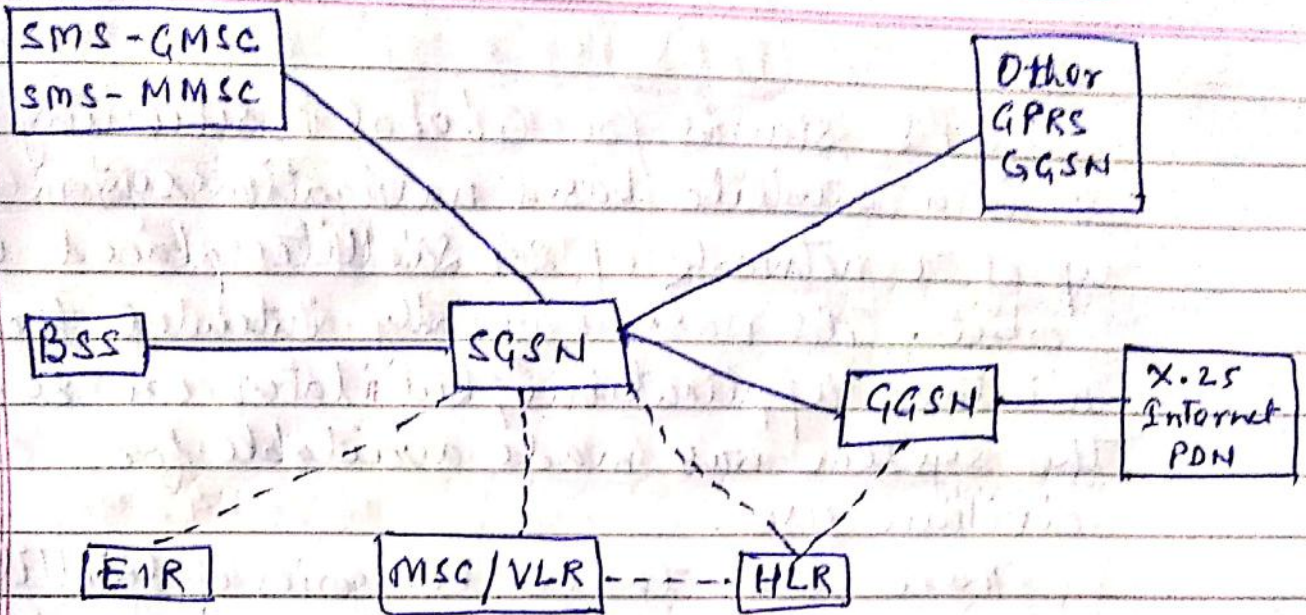 SMS-GMSC
SMS-MMSC
Other
GPRS
GGSN
BSS
SGSN
GGSN
X.25
Internet
PDN
EIR
MSC/VLR
HLR